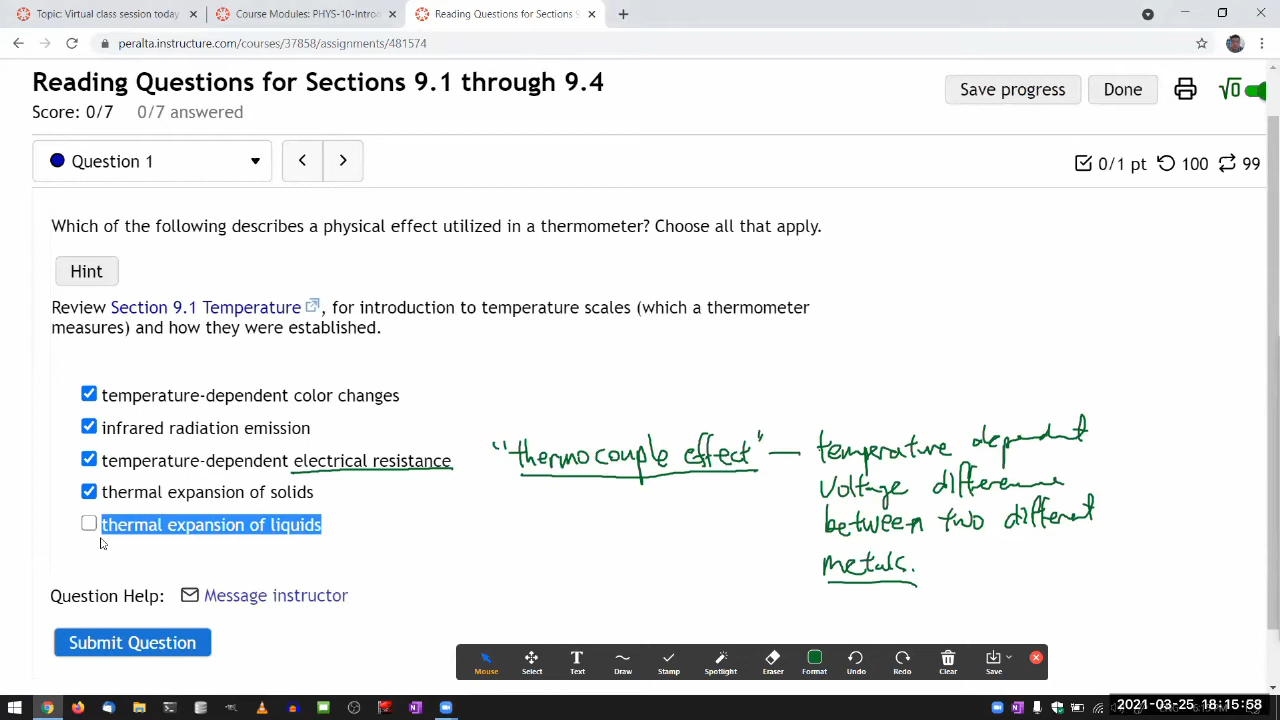 Topic: Virtual class session today
Course Modules: PHYS-10-Intro
Reading Questions for Sections 9
peralta.instructure.com/courses/37858/assignments/481574
Reading Questions for Sections 9.1 through 9.4
Save progress
Done
√0
Score: 0/7 0/7 answered
Question 1
< >
0/1 pt 100 99
Which of the following describes a physical effect utilized in a thermometer? Choose all that apply.
Hint
Review Section 9.1 Temperature, for introduction to temperature scales (which a thermometer
measures) and how they were established.
temperature-dependent color changes
infrared radiation emission
temperature-dependent electrical resistance
thermal expansion of solids
thermal expansion of liquids
"thermocouple effect" — temperature dependent
voltage difference
between two different
metals.
Question Help: Message instructor
Submit Question
Mouse Select Text Draw Stamp Spotlight Eraser Format Undo Redo Clear Save
2021-03-25 18:15:58